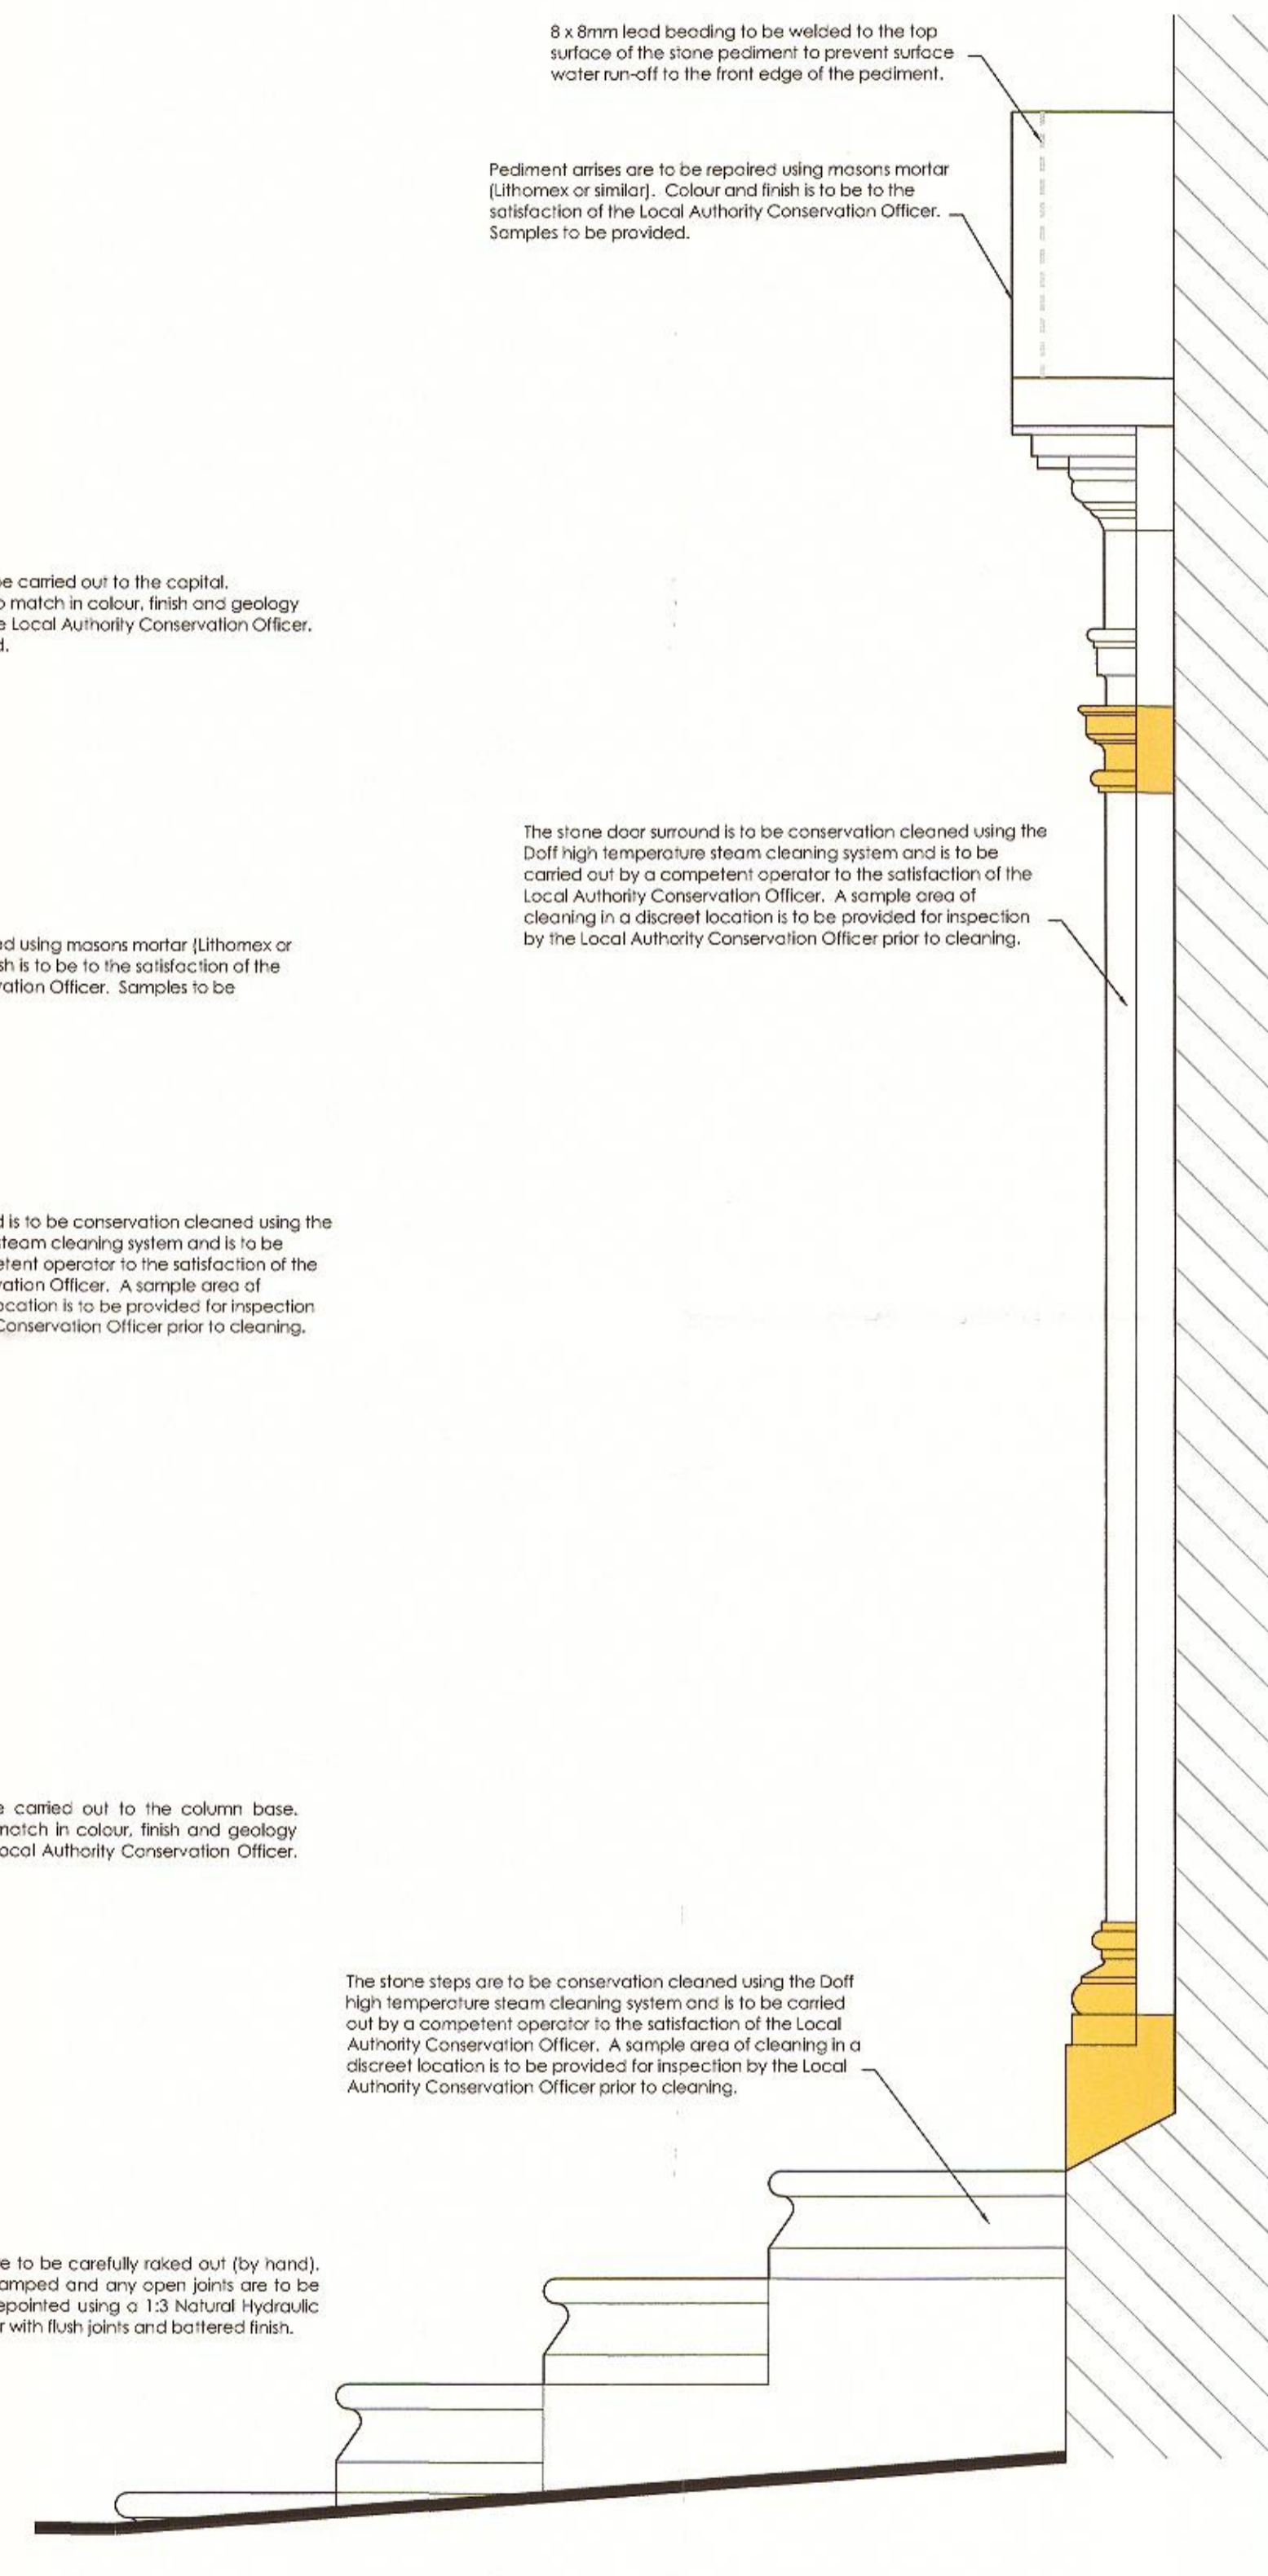 8 x 8mm lead beading to be welded to the top
surface of the stone pediment to prevent surface
water run-off to the front edge of the pediment.
Pediment arrises are to be repaired using masons mortar
(Lithomex or similar). Colour and finish is to be to the
satisfaction of the Local Authority Conservation Officer.
Samples to be provided.
e carried out to the capital.
match in colour, finish and geology
e Local Authority Conservation Officer.
d.
The stone door surround is to be conservation cleaned using the
Doff high temperature steam cleaning system and is to be
carried out by a competent operator to the satisfaction of the
Local Authority Conservation Officer. A sample area of
cleaning in a discreet location is to be provided for inspection
by the Local Authority Conservation Officer prior to cleaning.
ed using masons mortar (Lithomex or
sh is to be to the satisfaction of the
ation Officer. Samples to be
d is to be conservation cleaned using the
team cleaning system and is to be
etent operator to the satisfaction of the
ation Officer. A sample area of
ocation is to be provided for inspection
Conservation Officer prior to cleaning.
e carried out to the column base.
match in colour, finish and geology
ocal Authority Conservation Officer.
The stone steps are to be conservation cleaned using the Doff
high temperature steam cleaning system and is to be carried
out by a competent operator to the satisfaction of the Local
Authority Conservation Officer. A sample area of cleaning in a
discreet location is to be provided for inspection by the Local
Authority Conservation Officer prior to cleaning.
e to be carefully raked out (by hand).
amped and any open joints are to be
epointed using a 1:3 Natural Hydraulic
r with flush joints and battered finish.